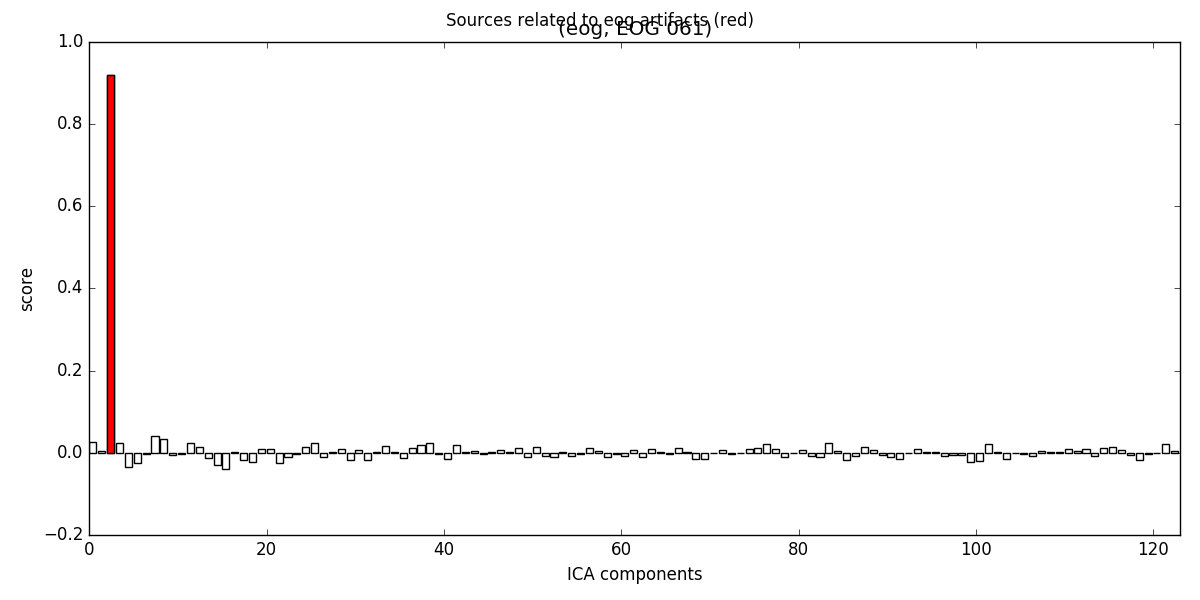 Sources related to eog artifacts (red)
(eog, EOG 061)
1.0
0.8
0.6
0.4
0.2
0.0
−0.2
score
0 20 40 60 80 100 120
ICA components